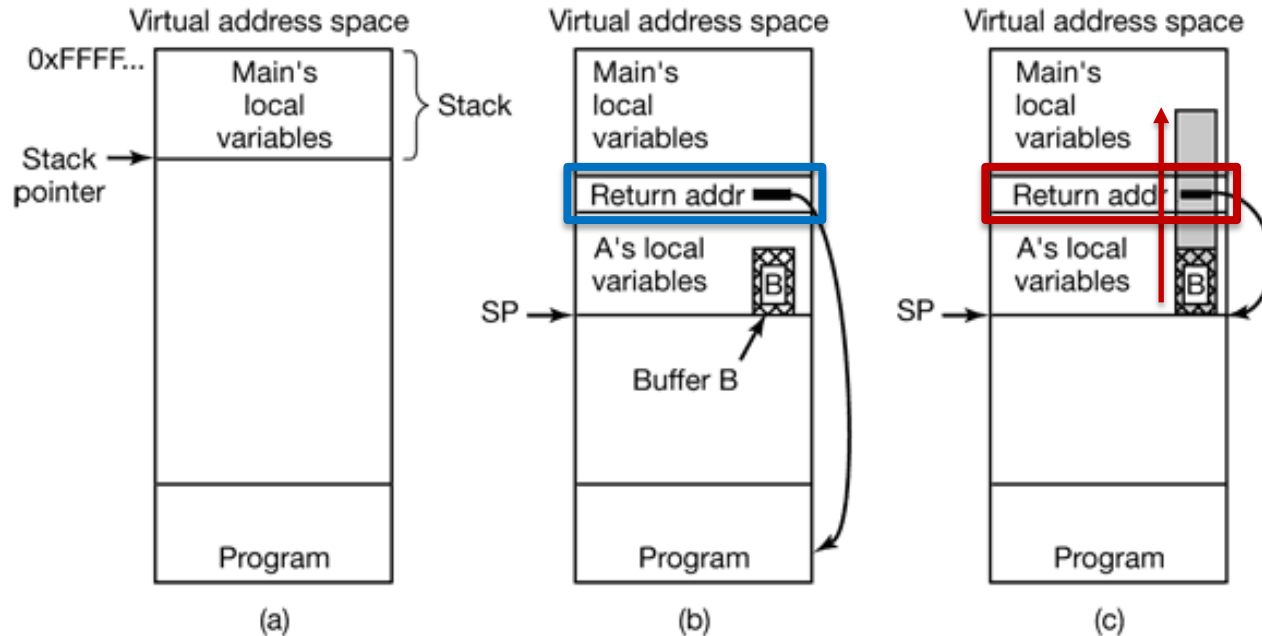 Virtual address space
0xFFFF...
Main's
local
variables
Stack
Stack
pointer
Program
(a)
Virtual address space
Main's
local
variables
Return addr
A's local
variables
B
SP
Buffer B
Program
(b)
Virtual address space
Main's
local
variables
Return addr
A's local
variables
B
SP
Program
(c)